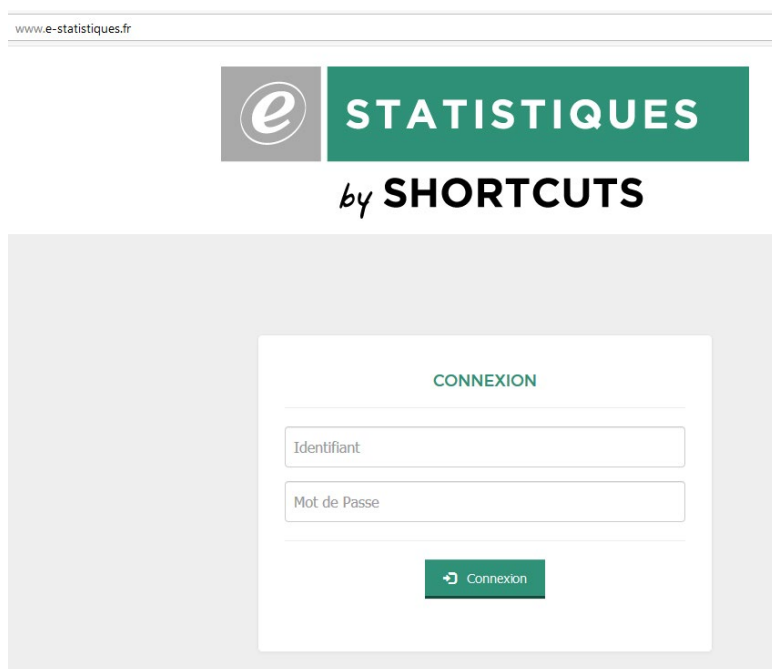 www.e-statistiques.fr
e STATISTIQUES
by SHORTCUTS
CONNEXION
Identifiant
Mot de Passe
Connexion